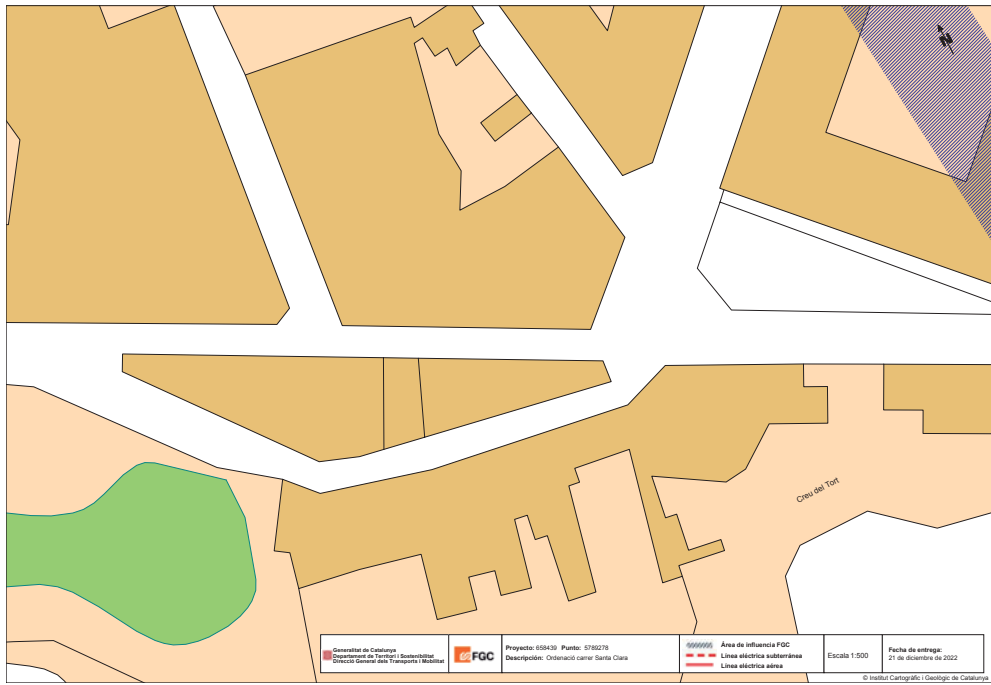 N
Creu del Tort
Generalitat de Catalunya
Departament de Territori i Sostenibilitat
Direcció General dels Transports i Mobilitat
FGC
Proyecto: 658439 Punto: 5789278
Descripción: Ordenació carrer Santa Clara
Área de influencia FGC
Línea eléctrica subterránea
Línea eléctrica aérea
Escala 1:500
Fecha de entrega:
21 de diciembre de 2022
© Institut Cartogràfic i Geològic de Catalunya